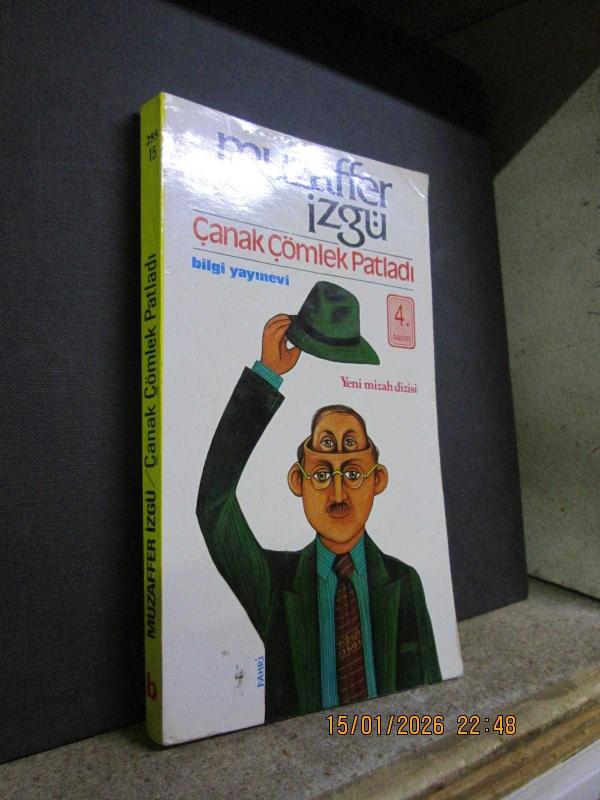 muzaffer
izgü
Çanak Çömlek Patladı
bilgi yayınevi
4.
basım
Yeni mizah dizisi
FAHRİ
MUZAFFER İZGÜ / Çanak Çömlek Patladı
b
15/01/2026 22:48